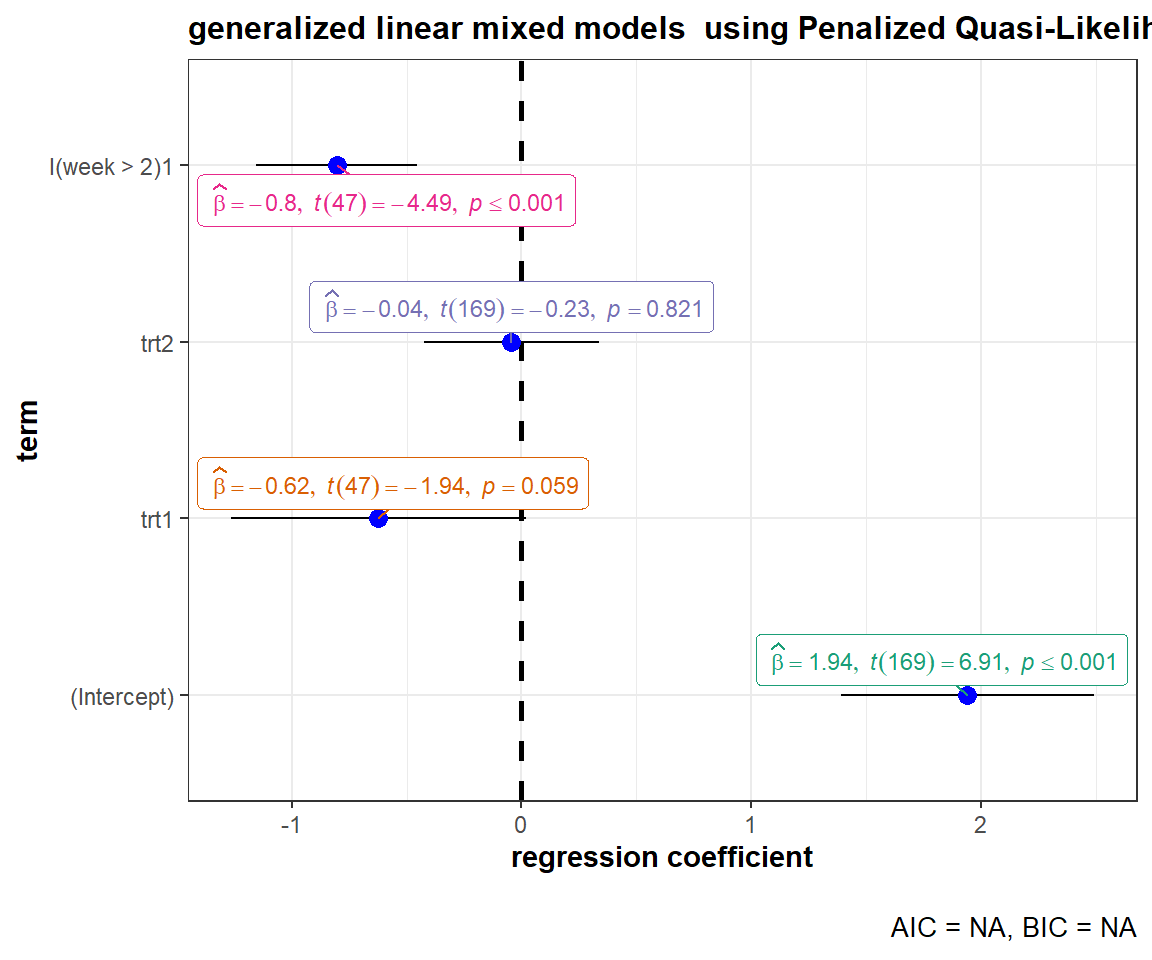 generalized linear mixed models  using Penalized Quasi-Likelih
I(week > 2)1
β̂ = −0.8, t(47) = −4.49, p ≤ 0.001
β̂ = −0.04, t(169) = −0.23, p = 0.821
trt2
β̂ = −0.62, t(47) = −1.94, p = 0.059
trt1
β̂ = 1.94, t(169) = 6.91, p ≤ 0.001
(Intercept)
term
-1 0 1 2
regression coefficient
AIC = NA, BIC = NA